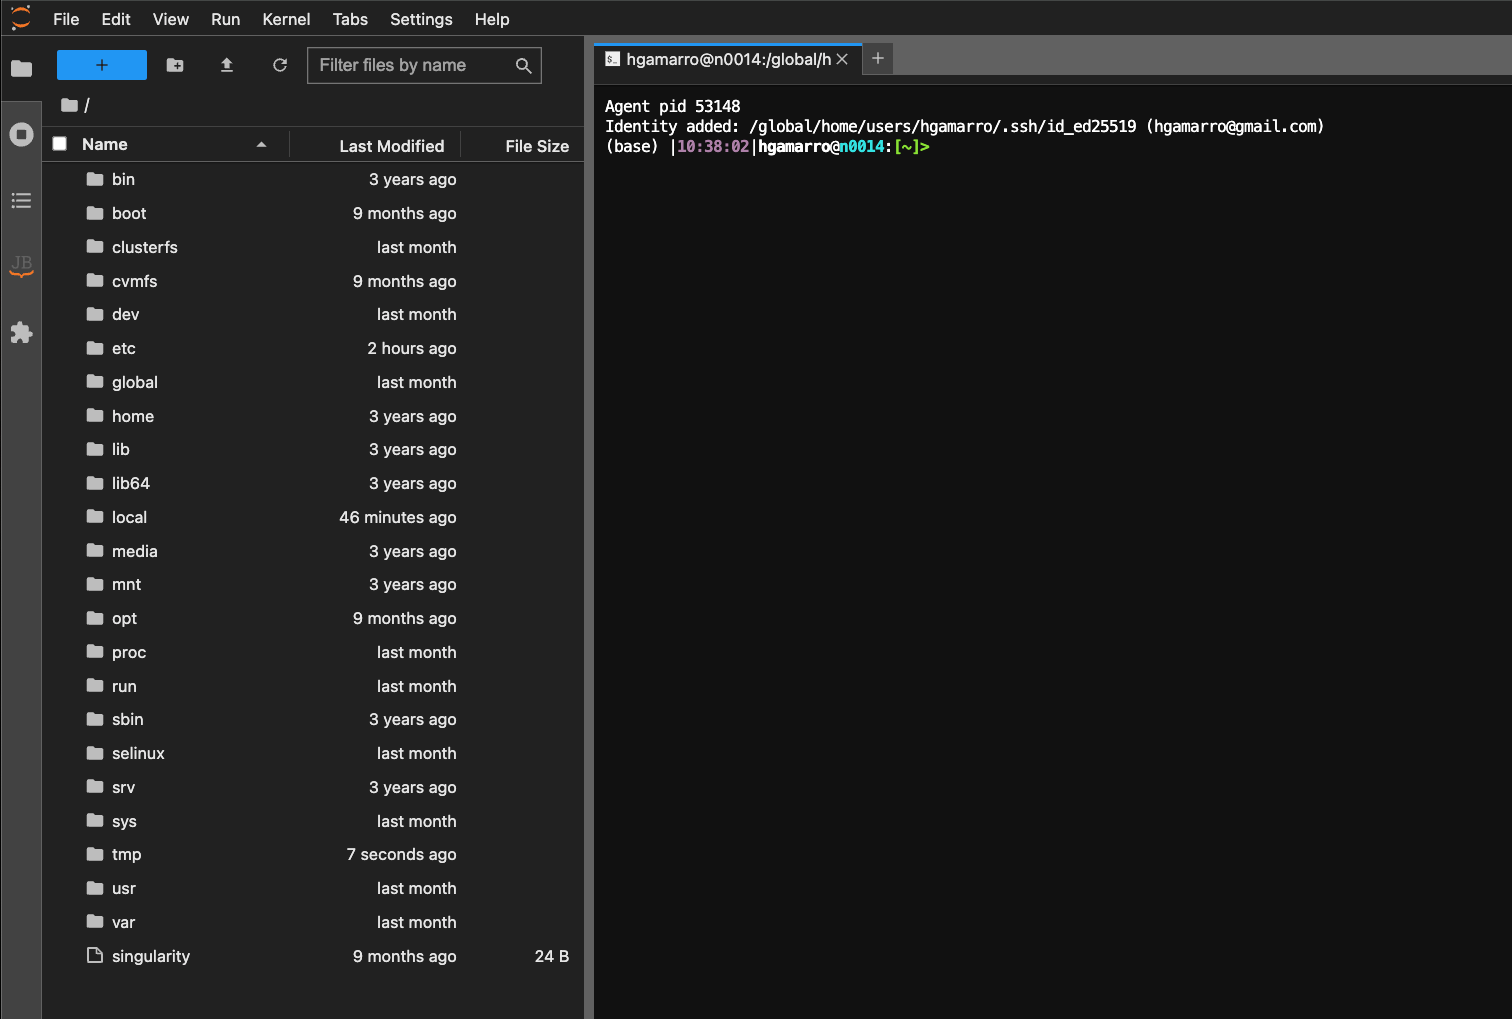 File Edit View Run Kernel Tabs Settings Help
+
Filter files by name
/
Name Last Modified File Size
bin 3 years ago
boot 9 months ago
clusterfs last month
cvmfs 9 months ago
dev last month
etc 2 hours ago
global last month
home 3 years ago
lib 3 years ago
lib64 3 years ago
local 46 minutes ago
media 3 years ago
mnt 3 years ago
opt 9 months ago
proc last month
run last month
sbin 3 years ago
selinux last month
srv 3 years ago
sys last month
tmp 7 seconds ago
usr last month
var last month
singularity 9 months ago 24 B
JB
hgamarro@n0014:/global/h
+
Agent pid 53148
Identity added: /global/home/users/hgamarro/.ssh/id_ed25519 (hgamarro@gmail.com)
(base) |10:38:02|hgamarro@n0014:[~]>